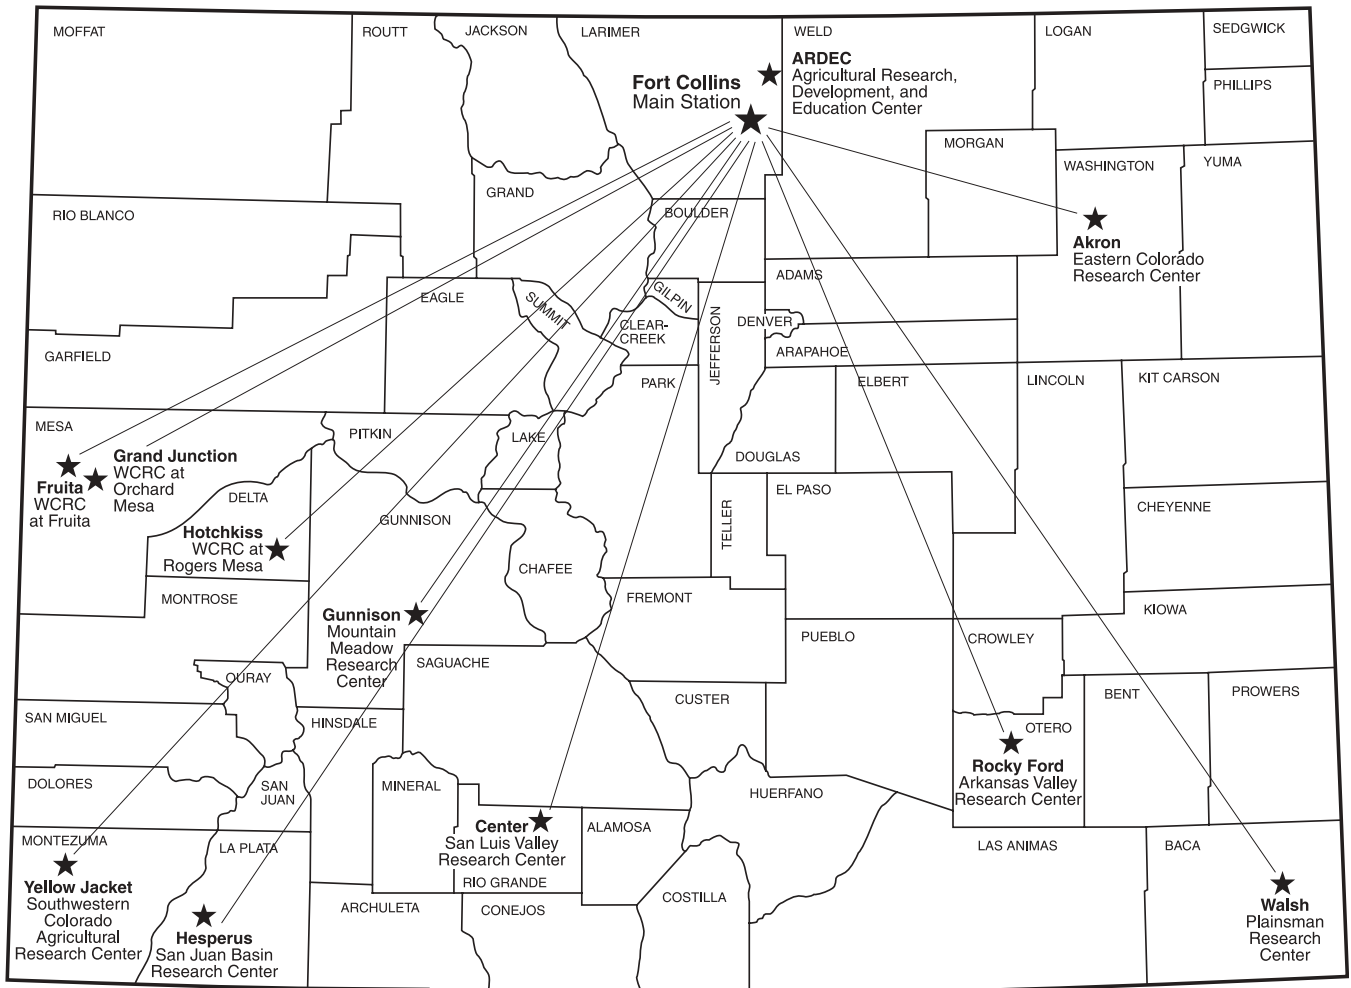 MOFFAT
ROUTT
JACKSON
LARIMER
WELD
LOGAN
SEDGWICK
PHILLIPS
ARDEC
Agricultural Research,
Development, and
Education Center
Fort Collins
Main Station
MORGAN
WASHINGTON
YUMA
GRAND
BOULDER
RIO BLANCO
Akron
Eastern Colorado
Research Center
ADAMS
EAGLE
SUMMIT
GILPIN
CLEAR-
CREEK
JEFFERSON
DENVER
ARAPAHOE
GARFIELD
PARK
ELBERT
LINCOLN
KIT CARSON
MESA
PITKIN
LAKE
DOUGLAS
Grand Junction
WCRC at
Orchard
Mesa
Fruita
WCRC
at Fruita
DELTA
GUNNISON
TELLER
EL PASO
CHEYENNE
Hotchkiss
WCRC at
Rogers Mesa
CHAFEE
MONTROSE
FREMONT
KIOWA
Gunnison
Mountain
Meadow
Research
Center
PUEBLO
CROWLEY
SAGUACHE
OURAY
CUSTER
BENT
PROWERS
SAN MIGUEL
HINSDALE
OTERO
Rocky Ford
Arkansas Valley
Research Center
DOLORES
SAN
JUAN
MINERAL
HUERFANO
Center
San Luis Valley
Research Center
ALAMOSA
MONTEZUMA
LA PLATA
LAS ANIMAS
BACA
RIO GRANDE
Yellow Jacket
Southwestern
Colorado
Agricultural
Research Center
Hesperus
San Juan Basin
Research Center
ARCHULETA
CONEJOS
COSTILLA
Walsh
Plainsman
Research
Center